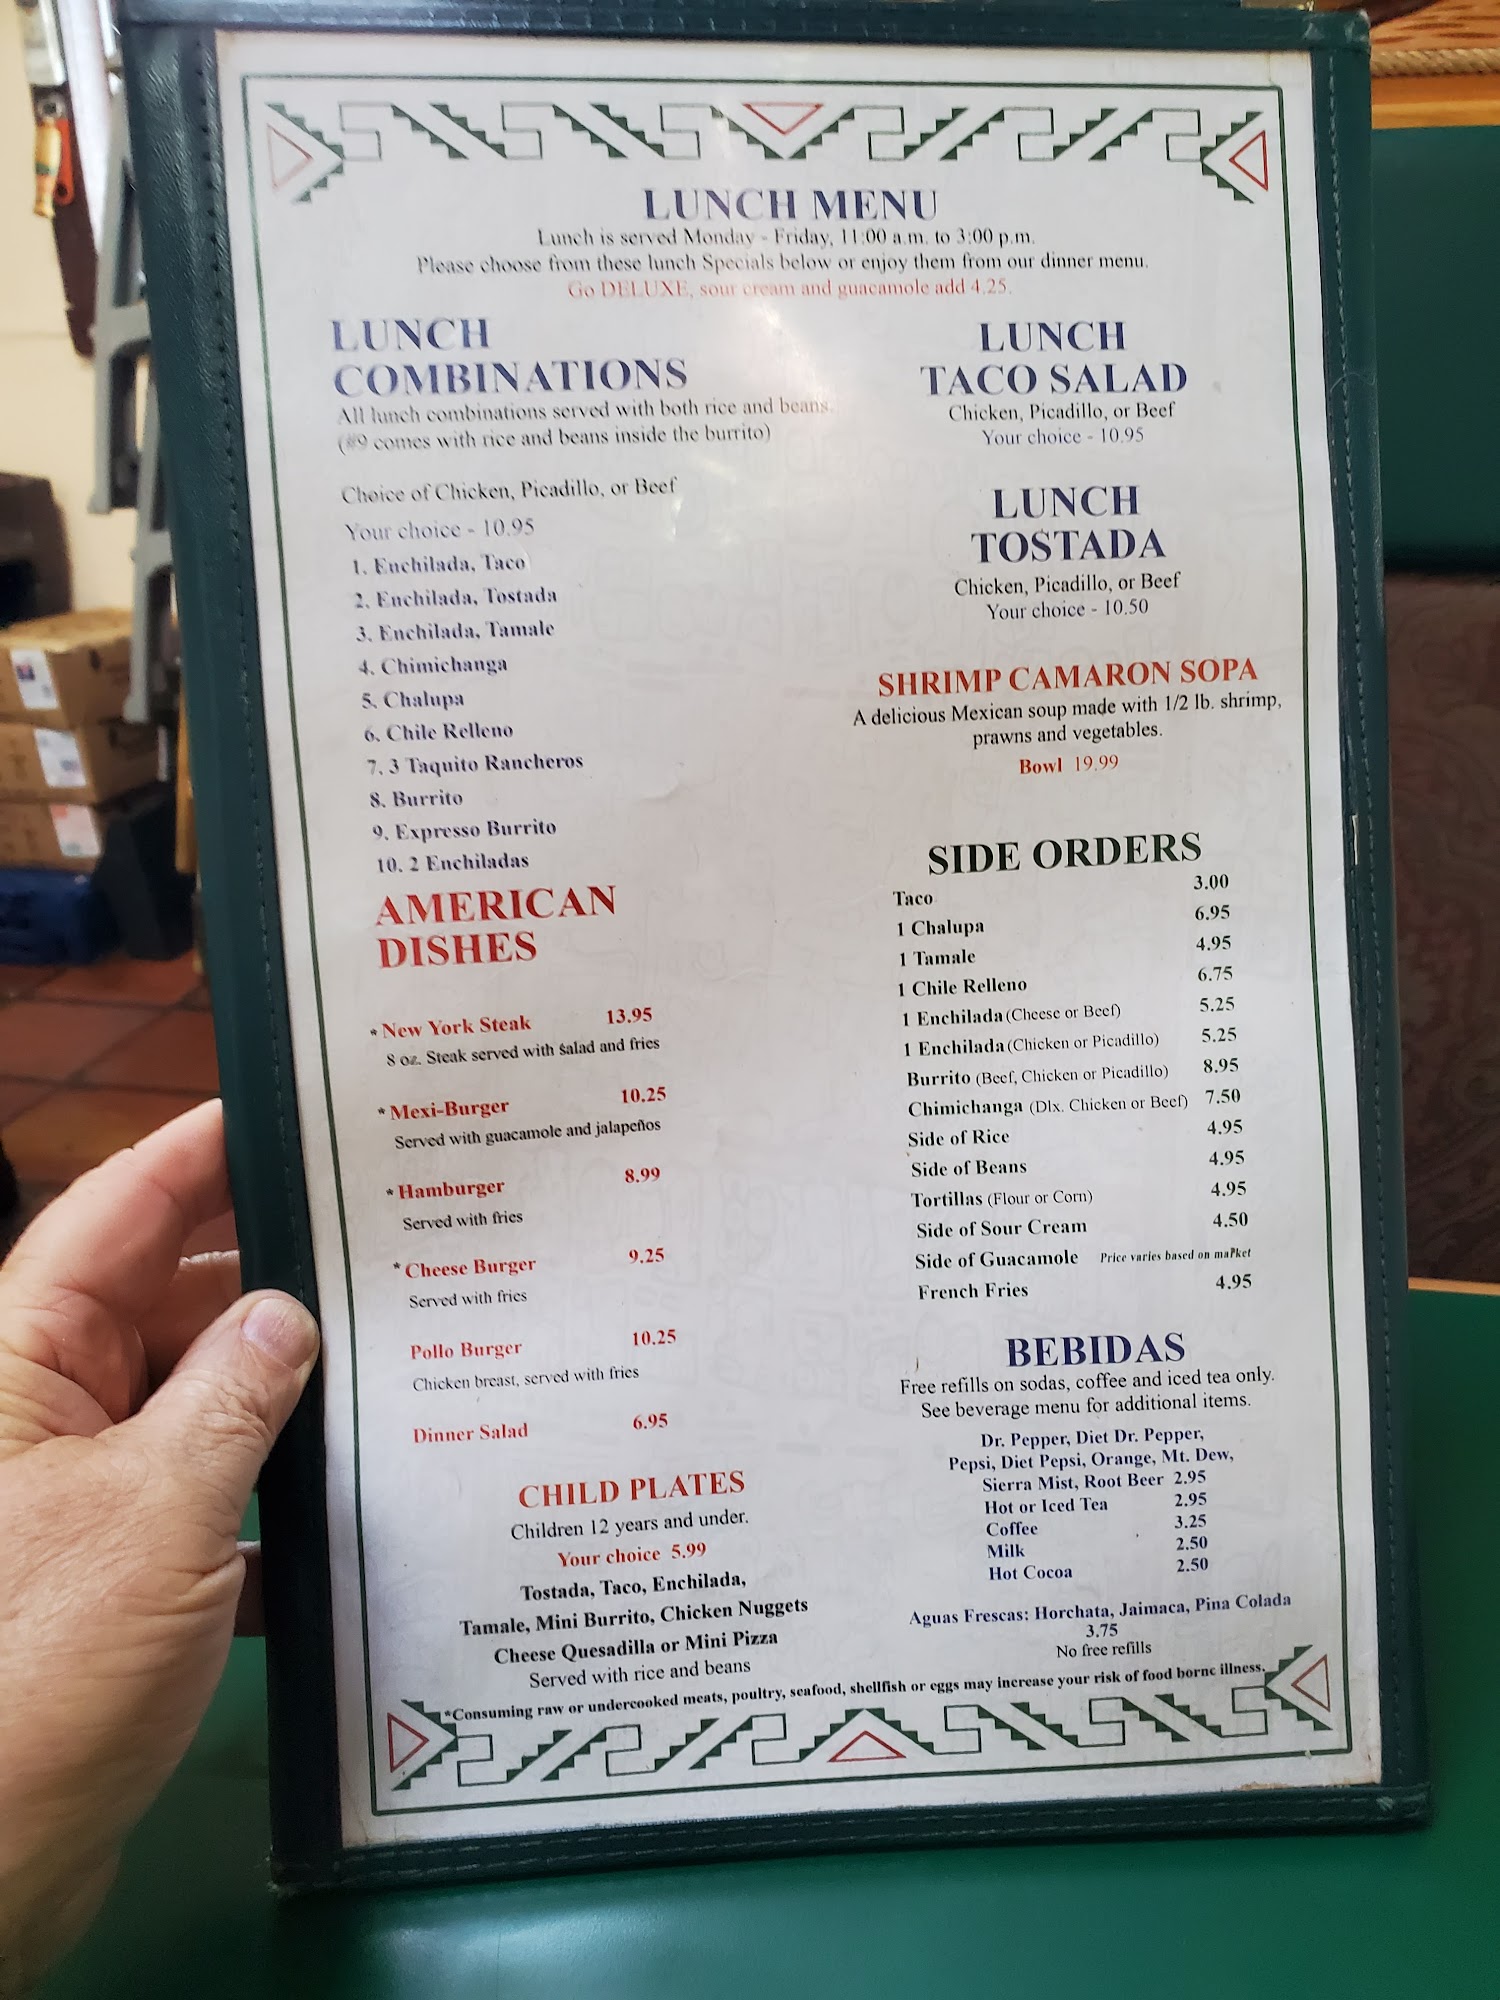 LUNCH MENU
Lunch is served Monday - Friday, 11:00 a.m. to 3:00 p.m.
Please choose from these lunch Specials below or enjoy them from our dinner menu.
Go DELUXE, sour cream and guacamole add 4.25.
LUNCH
COMBINATIONS
All lunch combinations served with both rice and beans.
(#9 comes with rice and beans inside the burrito)
Choice of Chicken, Picadillo, or Beef
Your choice - 10.95
1. Enchilada, Taco
2. Enchilada, Tostada
3. Enchilada, Tamale
4. Chimichanga
5. Chalupa
6. Chile Relleno
7. 3 Taquito Rancheros
8. Burrito
9. Expresso Burrito
10. 2 Enchiladas
AMERICAN
DISHES
* New York Steak 13.95
8 oz. Steak served with salad and fries
* Mexi-Burger 10.25
Served with guacamole and jalapeños
* Hamburger 8.99
Served with fries
* Cheese Burger 9.25
Served with fries
Pollo Burger 10.25
Chicken breast, served with fries
Dinner Salad 6.95
CHILD PLATES
Children 12 years and under.
Your choice 5.99
Tostada, Taco, Enchilada,
Tamale, Mini Burrito, Chicken Nuggets
Cheese Quesadilla or Mini Pizza
Served with rice and beans
LUNCH
TACO SALAD
Chicken, Picadillo, or Beef
Your choice - 10.95
LUNCH
TOSTADA
Chicken, Picadillo, or Beef
Your choice - 10.50
SHRIMP CAMARON SOPA
A delicious Mexican soup made with 1/2 lb. shrimp,
prawns and vegetables.
Bowl 19.99
SIDE ORDERS
Taco 3.00
1 Chalupa 6.95
1 Tamale 4.95
1 Chile Relleno 6.75
1 Enchilada (Cheese or Beef) 5.25
1 Enchilada (Chicken or Picadillo) 5.25
Burrito (Beef, Chicken or Picadillo) 8.95
Chimichanga (Dlx. Chicken or Beef) 7.50
Side of Rice 4.95
Side of Beans 4.95
Tortillas (Flour or Corn) 4.95
Side of Sour Cream 4.50
Side of Guacamole Price varies based on maPket
French Fries 4.95
BEBIDAS
Free refills on sodas, coffee and iced tea only.
See beverage menu for additional items.
Dr. Pepper, Diet Dr. Pepper,
Pepsi, Diet Pepsi, Orange, Mt. Dew,
Sierra Mist, Root Beer 2.95
Hot or Iced Tea 2.95
Coffee 3.25
Milk 2.50
Hot Cocoa 2.50
Aguas Frescas: Horchata, Jaimaca, Pina Colada
3.75
No free refills
*Consuming raw or undercooked meats, poultry, seafood, shellfish or eggs may increase your risk of food borne illness.